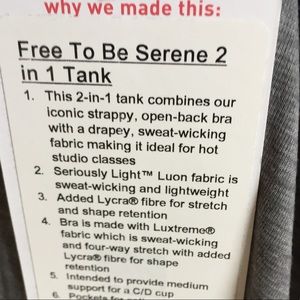 why we made this:
Free To Be Serene 2
in 1 Tank
1. This 2-in-1 tank combines our
iconic strappy, open-back bra
with a drapey, sweat-wicking
fabric making it ideal for hot
studio classes
2. Seriously Light™ Luon fabric is
sweat-wicking and lightweight
3. Added Lycra® fibre for stretch
and shape retention
4. Bra is made with Luxtreme®
fabric which is sweat-wicking
and four-way stretch with added
Lycra® fibre for shape
retention
5. Intended to provide medium
support for a C/D cup
6. Pockets for